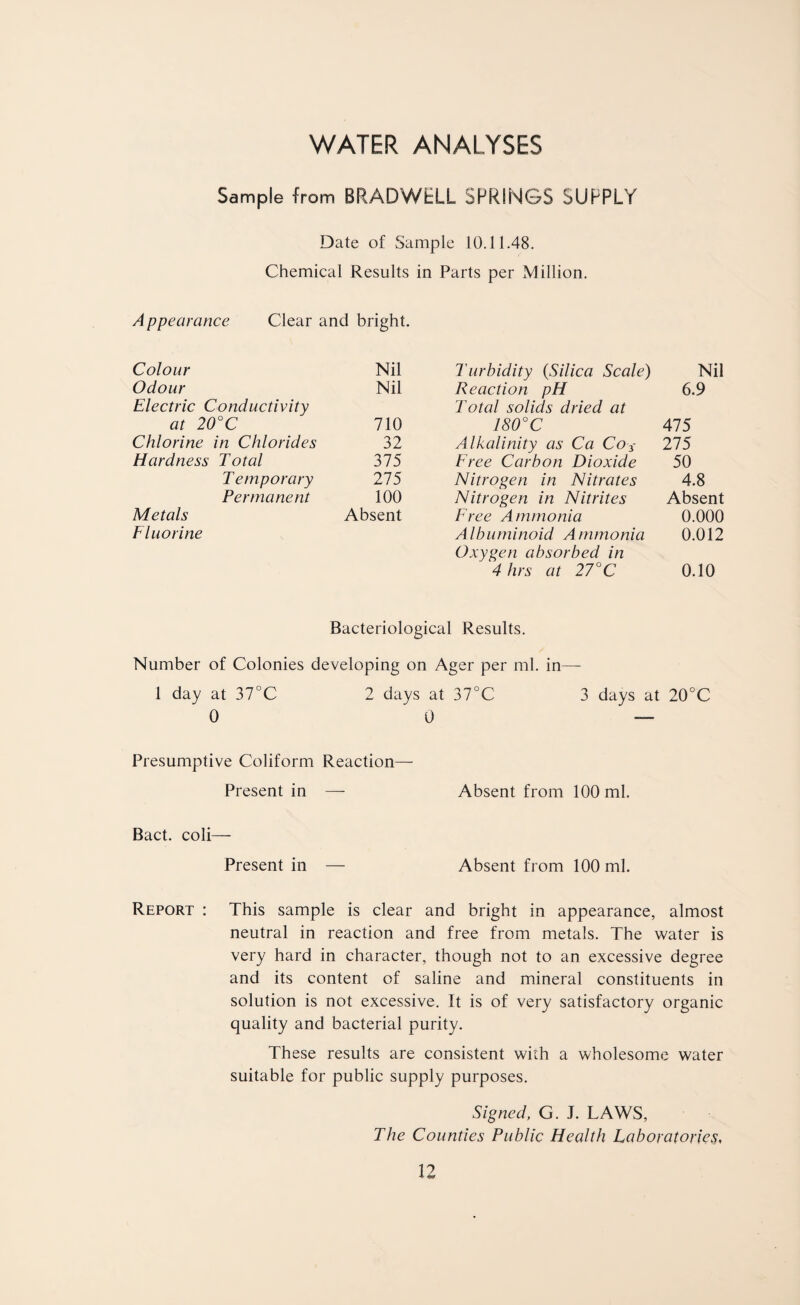 WATER ANALYSES
Sample from BRADWELL SPRINGS SUPPLY
Date of Sample 10.11.48.
Chemical Results in Parts per Million.
Appearance Clear and bright.
Colour Nil
Odour Nil
Electric Conductivity
at 20°C 710
Chlorine in Chlorides 32
Hardness Total 375
Temporary 275
Permanent 100
Metals Absent
Fluorine
Turbidity (Silica Scale) Nil
Reaction pH 6.9
Total solids dried at
180°C 475
Alkalinity as Ca Co3 275
Free Carbon Dioxide 50
Nitrogen in Nitrates 4.8
Nitrogen in Nitrites Absent
Free Ammonia 0.000
Albuminoid Ammonia 0.012
Oxygen absorbed in
4 hrs at 27°C 0.10
Bacteriological Results.
Number of Colonies developing on Ager per ml. in—
1 day at 37°C 2 days at 37°C 3 days at 20°C
0 0 —
Presumptive Coliform Reaction—
Present in — Absent from 100 ml.
Bact. coli—
Present in — Absent from 100 ml.
REPORT : This sample is clear and bright in appearance, almost
neutral in reaction and free from metals. The water is
very hard in character, though not to an excessive degree
and its content of saline and mineral constituents in
solution is not excessive. It is of very satisfactory organic
quality and bacterial purity.
These results are consistent with a wholesome water
suitable for public supply purposes.
Signed, G. J. LAWS,
The Counties Public Health Laboratories.
12